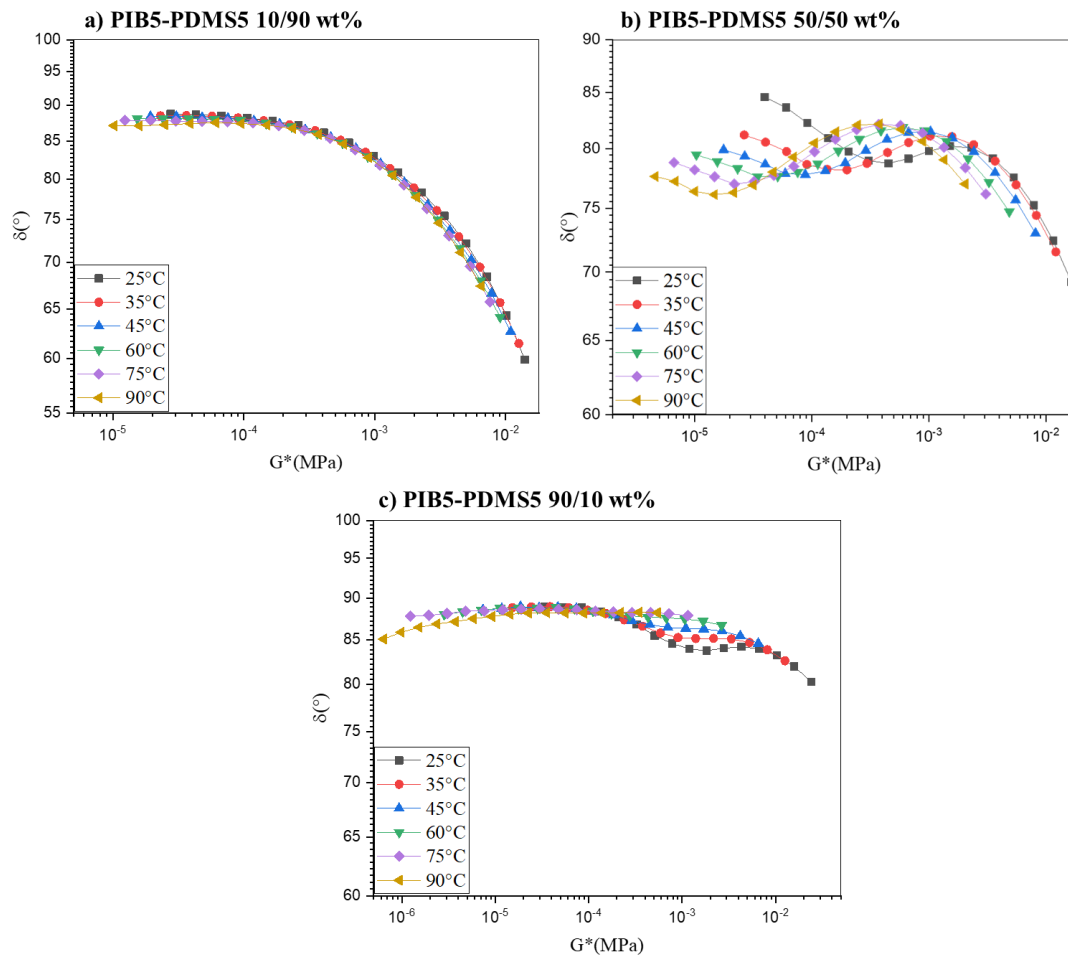 a) PIB5-PDMS5 10/90 wt%
100
95
90
85
80
75
70
65
60
55
δ(°)
25°C
35°C
45°C
60°C
75°C
90°C
10-5
10-4
10-3
10-2
G*(MPa)
b) PIB5-PDMS5 50/50 wt%
90
85
80
75
70
65
60
δ(°)
25°C
35°C
45°C
60°C
75°C
90°C
10-5
10-4
10-3
10-2
G*(MPa)
c) PIB5-PDMS5 90/10 wt%
100
95
90
85
80
75
70
65
60
δ(°)
25°C
35°C
45°C
60°C
75°C
90°C
10-6
10-5
10-4
10-3
10-2
G*(MPa)